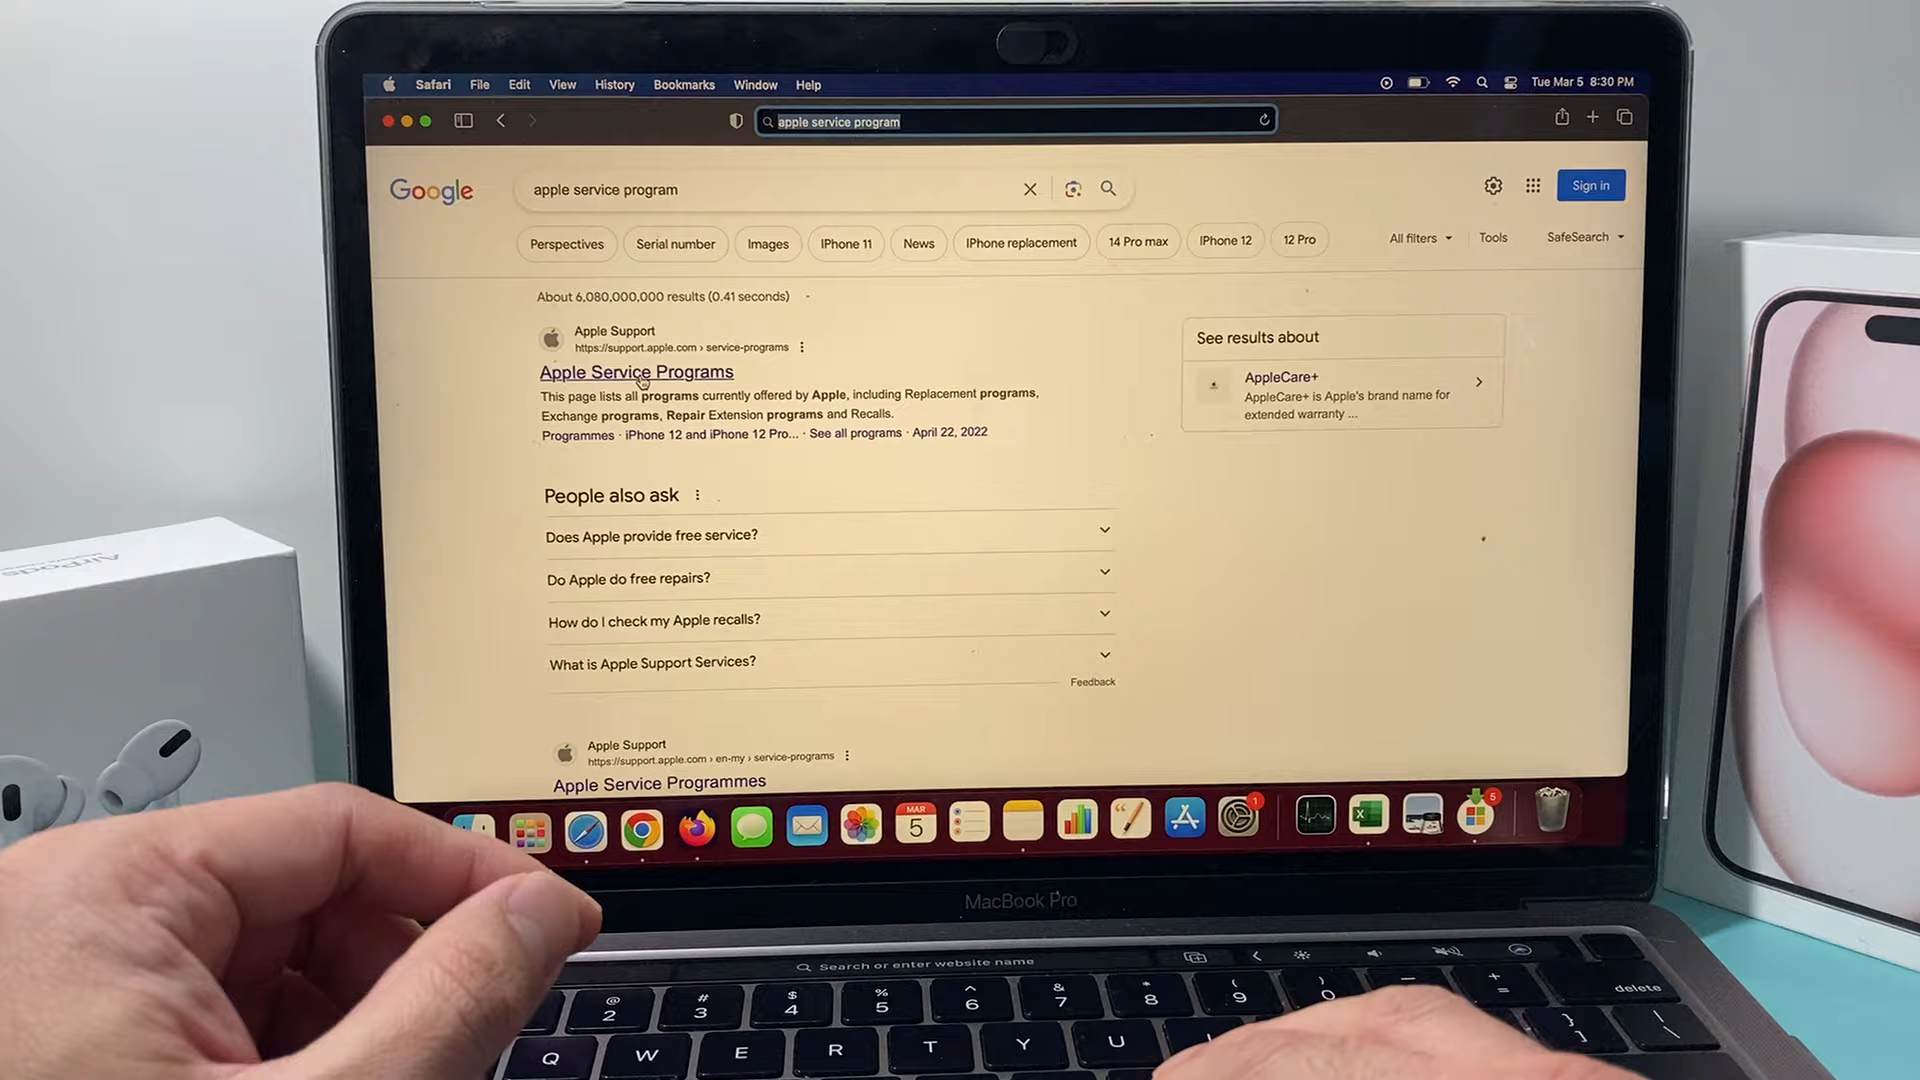 Safari File Edit View History Bookmarks Window Help Tue Mar 5 8:30 PM
apple service program
Google apple service program Sign in
Perspectives Serial number Images IPhone 11 News IPhone replacement 14 Pro max IPhone 12 12 Pro All filters Tools SafeSearch
About 6,080,000,000 results (0.41 seconds)
Apple Support
https://support.apple.com › service-programs
Apple Service Programs
This page lists all programs currently offered by Apple, including Replacement programs,
Exchange programs, Repair Extension programs and Recalls.
Programmes · iPhone 12 and iPhone 12 Pro... · See all programs · April 22, 2022
See results about
AppleCare+
AppleCare+ is Apple's brand name for
extended warranty ...
People also ask
Does Apple provide free service?
Do Apple do free repairs?
How do I check my Apple recalls?
What is Apple Support Services?
Feedback
Apple Support
https://support.apple.com › en-my › service-programs
Apple Service Programmes
MAR
5
1
5
AirPods
MacBook Pro
Search or enter website name
@ # $ % ^ & * ( ) — +
2 3 4 5 6 7 8 9 0 = delete
Q W E R T Y U } ] | \